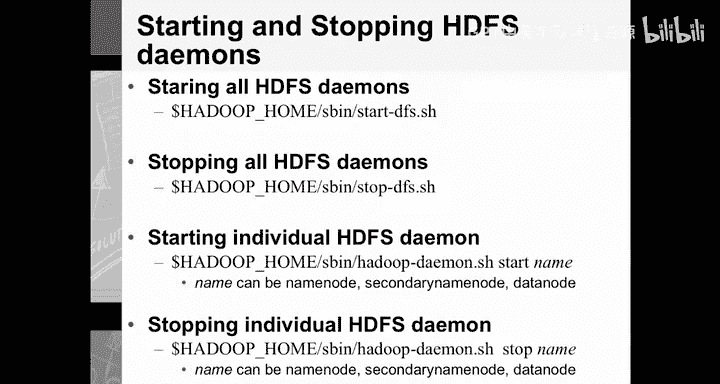 Starting and Stopping HDFS
daemons
bilibili
• Staring all HDFS daemons
– $HADOOP_HOME/sbin/start-dfs.sh
• Stopping all HDFS daemons
– $HADOOP_HOME/sbin/stop-dfs.sh
• Starting individual HDFS daemon
– $HADOOP_HOME/sbin/hadoop-daemon.sh start name
• name can be namenode, secondarynamenode, datanode
• Stopping individual HDFS daemon
– $HADOOP_HOME/sbin/hadoop-daemon.sh  stop name
• name can be namenode, secondarynamenode, datanode